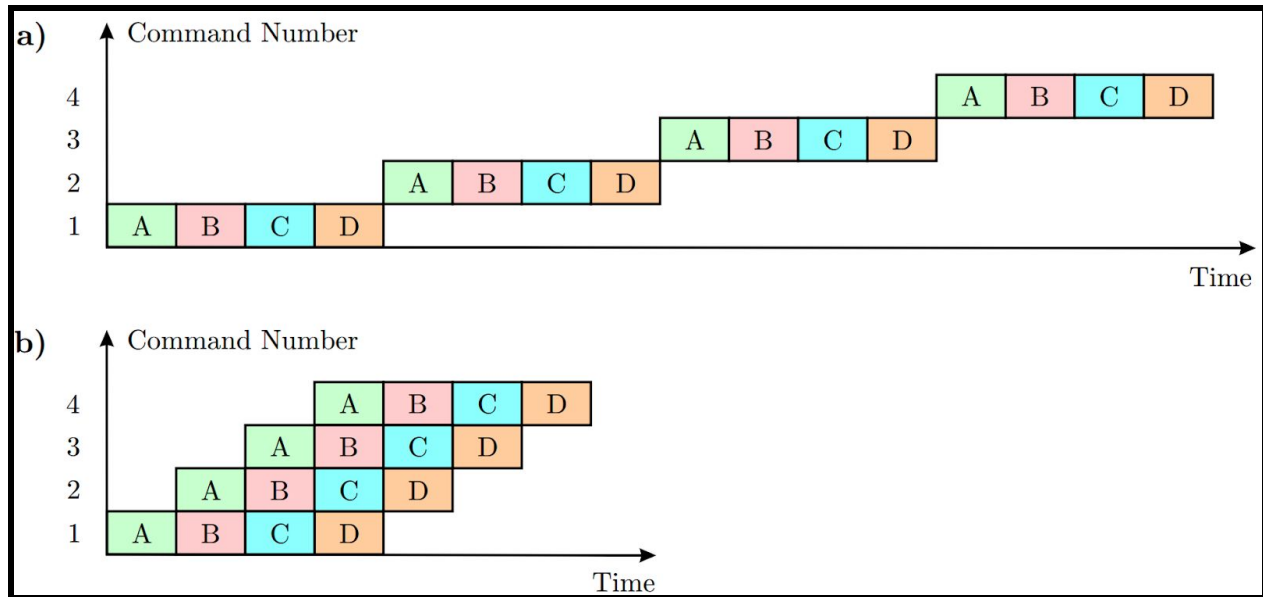 a) Command Number
4 A B C D
3 A B C D
2 A B C D
1 A B C D
Time
b) Command Number
4 A B C D
3 A B C D
2 A B C D
1 A B C D
Time